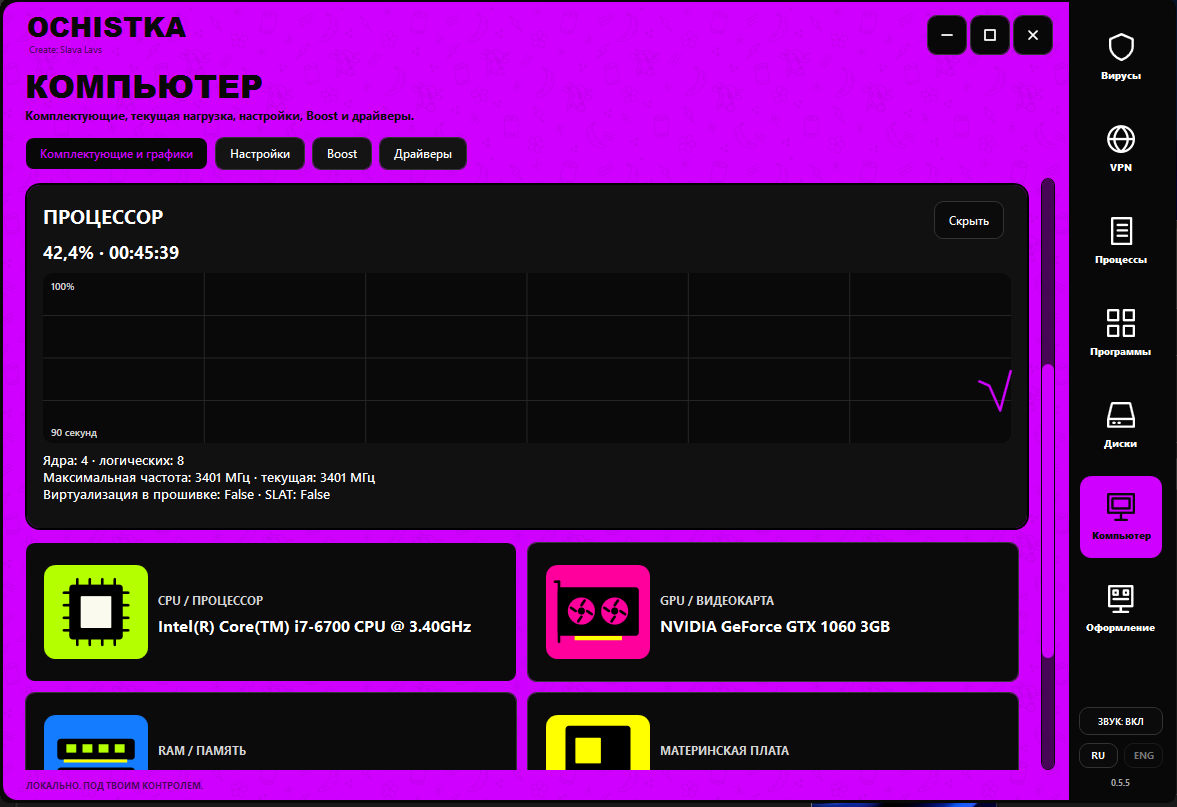 OCHISTKA
Create: Slava Lavs
КОМПЬЮТЕР
Комплектующие, текущая нагрузка, настройки, Boost и драйверы.
Комплектующие и графики
Настройки
Boost
Драйверы
ПРОЦЕССОР
Скрыть
42,4% · 00:45:39
100%
90 секунд
Ядра: 4 · логических: 8
Максимальная частота: 3401 МГц · текущая: 3401 МГц
Виртуализация в прошивке: False · SLAT: False
CPU / ПРОЦЕССОР
Intel(R) Core(TM) i7-6700 CPU @ 3.40GHz
GPU / ВИДЕОКАРТА
NVIDIA GeForce GTX 1060 3GB
RAM / ПАМЯТЬ
МАТЕРИНСКАЯ ПЛАТА
ЛОКАЛЬНО. ПОД ТВОИМ КОНТРОЛЕМ.
Вирусы
VPN
Процессы
Программы
Диски
Компьютер
Оформление
ЗВУК: ВКЛ
RU
ENG
0.5.5